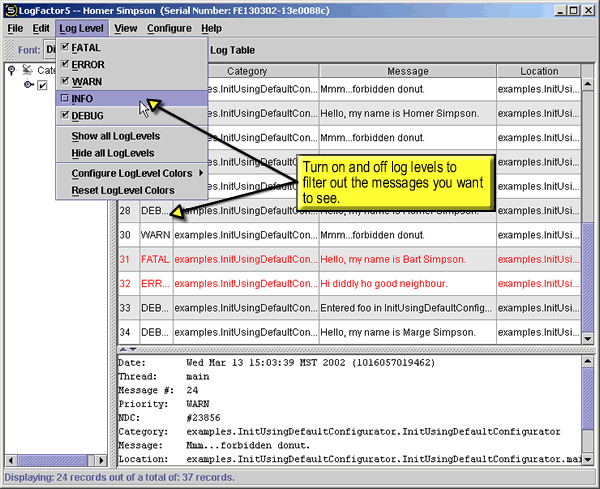 LogFactor5 -- Homer Simpson (Serial Number: FE130302-13e0088c)
File Edit Log Level View Configure Help
Font: Di Log Table
FATAL
ERROR
WARN
INFO
DEBUG
Show all LogLevels
Hide all LogLevels
Configure LogLevel Colors
Reset LogLevel Colors
Cate
Category Message Location
examples.InitUsingDefaultCon... Mmm...forbidden donut. examples.InitUsi...
Hello, my name is Homer Simpson. examples.InitUsi...
examples.InitUsingDefaultCon... Mmm...forbidden donut. examples.InitUsi...
examples.InitUsi...
examples.InitUsi...
examples.InitUsi...
Turn on and off log levels to
filter out the messages you want
to see.
28 DEB... examples.InitUsingDefaultCon... Hello, my name is Homer Simpson. examples.InitUsi...
30 WARN examples.InitUsingDefaultCon... Mmm...forbidden donut. examples.InitUsi...
31 FATAL examples.InitUsingDefaultCon... Hello, my name is Bart Simpson. examples.InitUsi...
32 ERR... examples.InitUsingDefaultCon... Hi diddly ho good neighbour. examples.InitUsi...
33 DEB... examples.InitUsingDefaultCon... Entered foo in InitUsingDefaultConfig... examples.InitUsi...
34 DEB... examples.InitUsingDefaultCon... Hello, my name is Marge Simpson. examples.InitUsi...
Date: Wed Mar 13 15:03:39 MST 2002 (1016057019462)
Thread: main
Message #: 24
Priority: WARN
NDC: #23856
Category: examples.InitUsingDefaultConfigurator.InitUsingDefaultConfigurator
Message: Mmm...forbidden donut.
Location: examples.InitUsingDefaultConfigurator.InitUsingDefaultConfigurator.mai
Displaying: 24 records out of a total of: 37 records.